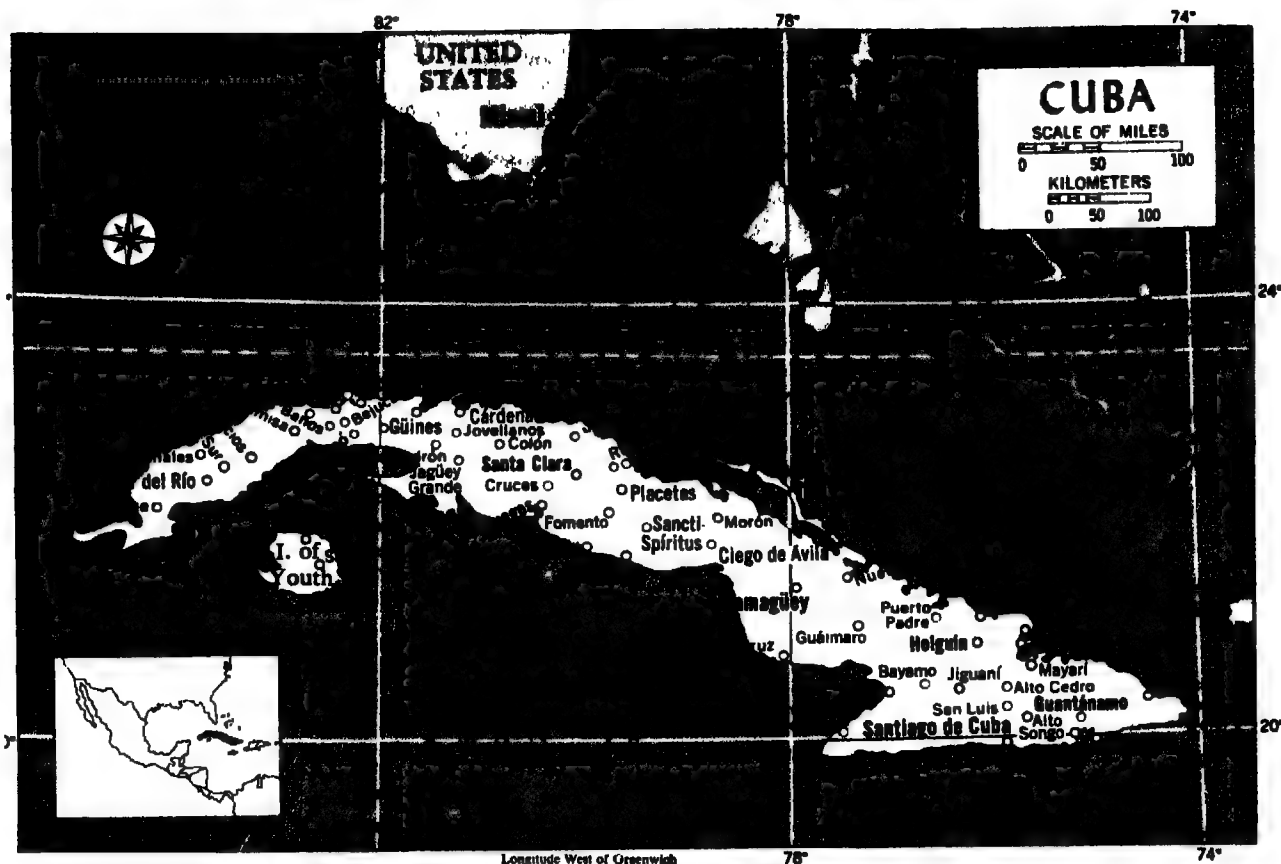 82°
78°
74°
UNITED
STATES
Miami
CUBA
SCALE OF MILES
0 50 100
KILOMETERS
0 50 100
24°
Güines
Cárdena
Jovellanos
Colón
Santa Clara
Jagüey
Grande
del Río
Cruces
Placetas
Fomento
Sancti-
Spíritus
Morón
Ciego de Avila
I. of
Youth
amagüey
Puerto
Padre
Guáimaro
Holguín
Bayamo
Jiguaní
Mayarí
Alto Cedro
San Luis
Guantánamo
Alto
Songo
Santiago de Cuba
20°
Longitude West of Greenwich
78°
74°